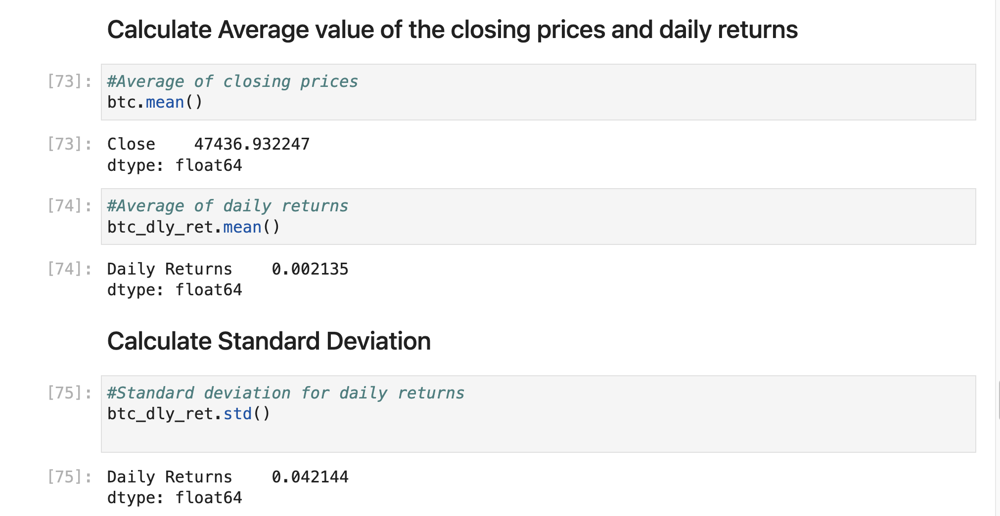 Calculate Average value of the closing prices and daily returns
[73]: #Average of closing prices
btc.mean()
[73]: Close    47436.932247
dtype: float64
[74]: #Average of daily returns
btc_dly_ret.mean()
[74]: Daily Returns    0.002135
dtype: float64
Calculate Standard Deviation
[75]: #Standard deviation for daily returns
btc_dly_ret.std()
[75]: Daily Returns    0.042144
dtype: float64